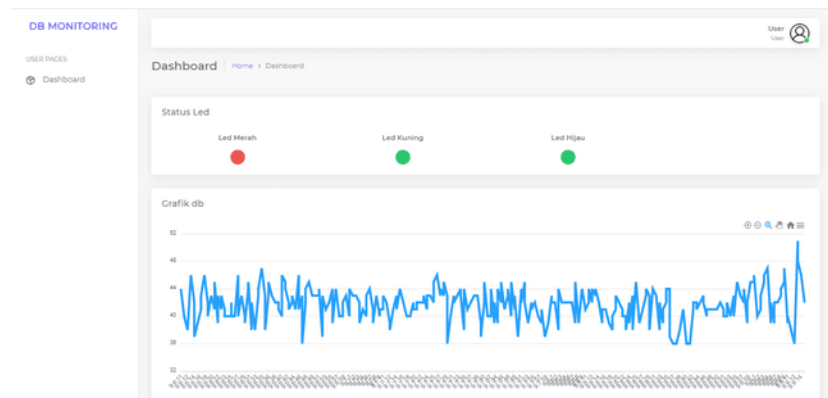 DB MONITORING
User
User
USER PAGES
Dashboard
Dashboard
Home > Dashboard
Status Led
Led Merah
Led Kuning
Led Hijau
Grafik db
52
48
44
40
36
32